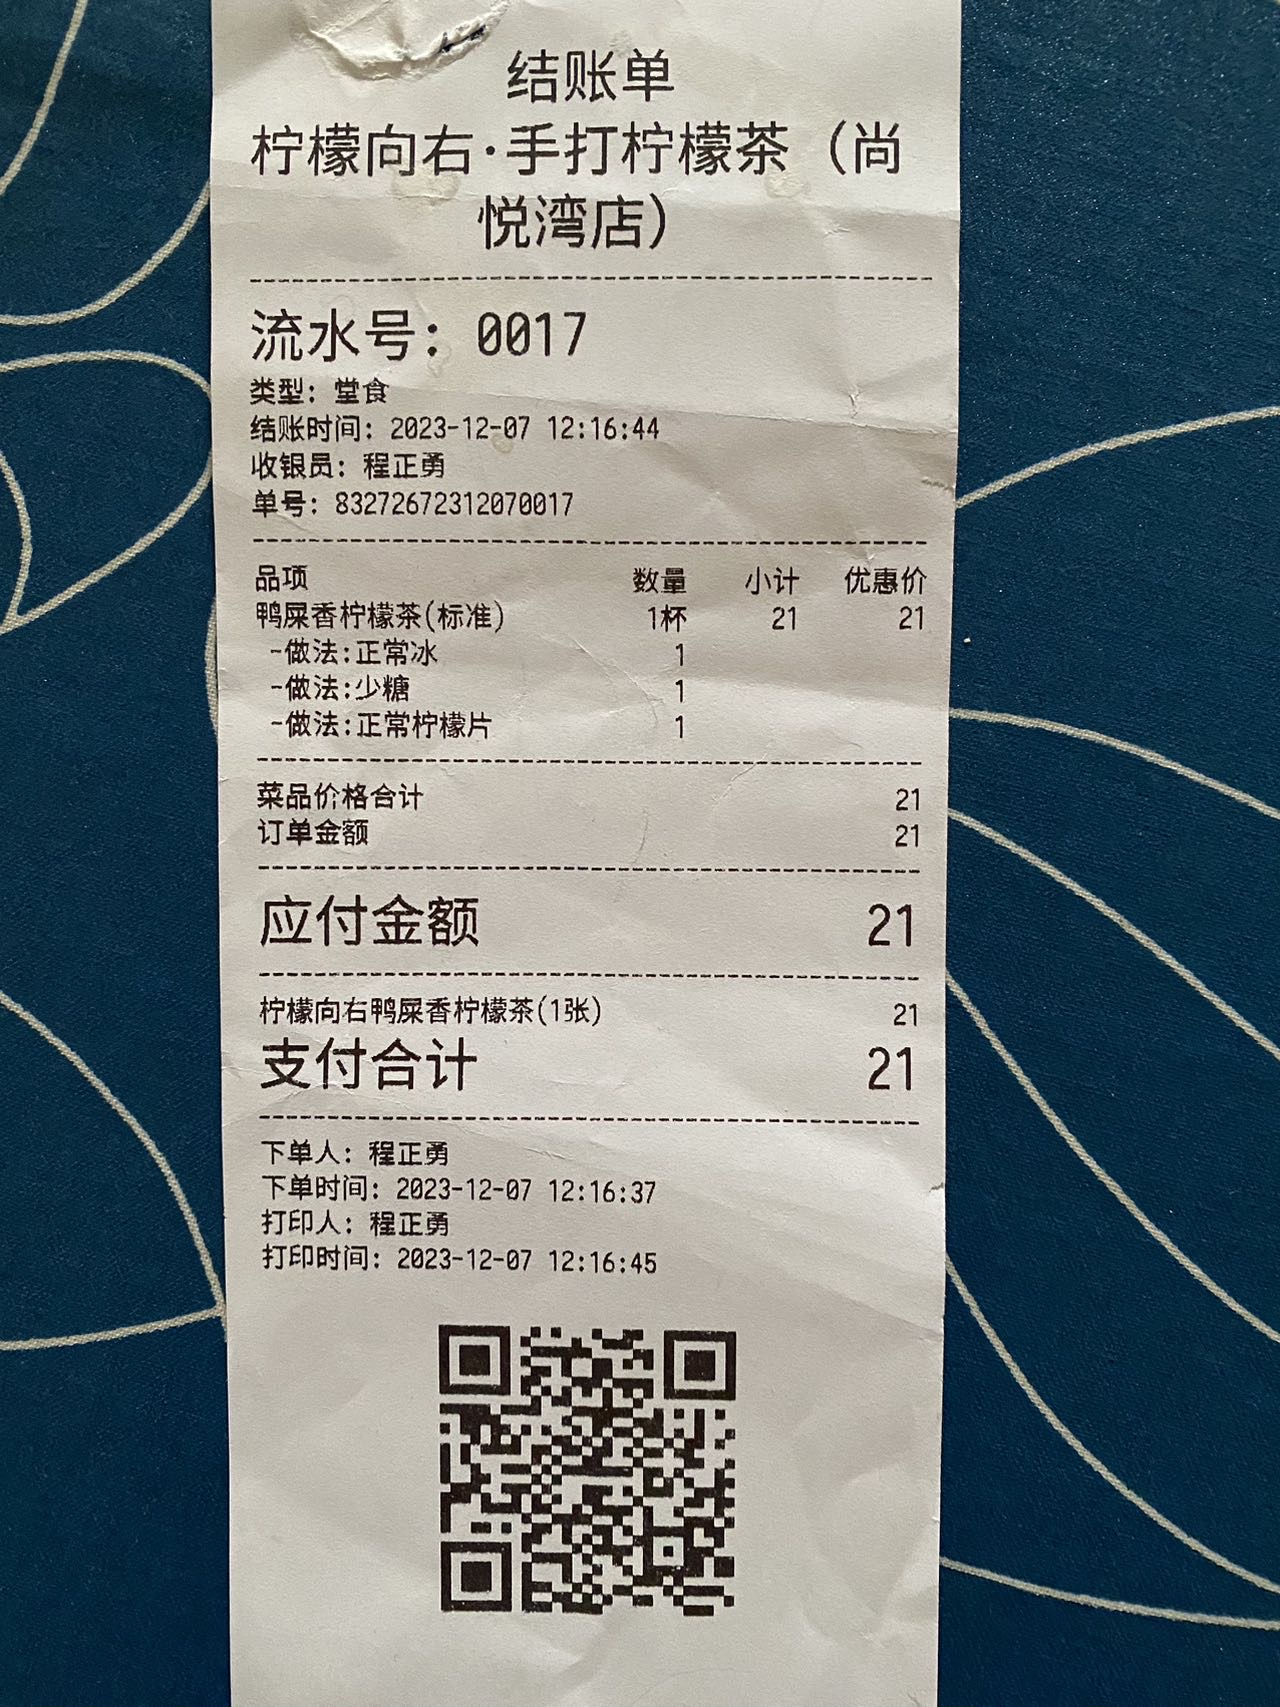 结账单
柠檬向右·手打柠檬茶（尚
悦湾店）
流水号：0017
类型：堂食
结账时间：2023-12-07 12:16:44
收银员：程正勇
单号：83272672312070017
品项 数量 小计 优惠价
鸭屎香柠檬茶(标准) 1杯 21 21
-做法:正常冰 1
-做法:少糖 1
-做法:正常柠檬片 1
菜品价格合计 21
订单金额 21
应付金额 21
柠檬向右鸭屎香柠檬茶(1张) 21
支付合计 21
下单人：程正勇
下单时间：2023-12-07 12:16:37
打印人：程正勇
打印时间：2023-12-07 12:16:45